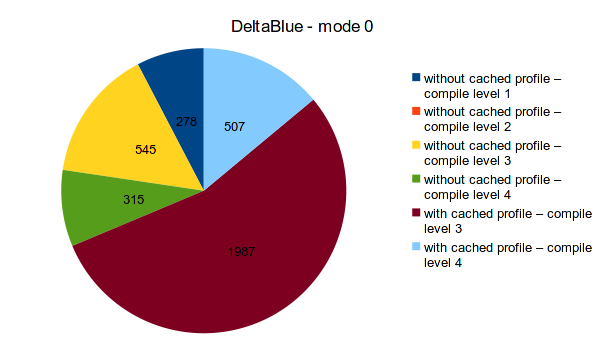 DeltaBlue - mode 0
278
507
545
315
1987
without cached profile –
compile level 1
without cached profile –
compile level 2
without cached profile –
compile level 3
without cached profile –
compile level 4
with cached profile – compile
level 3
with cached profile – compile
level 4